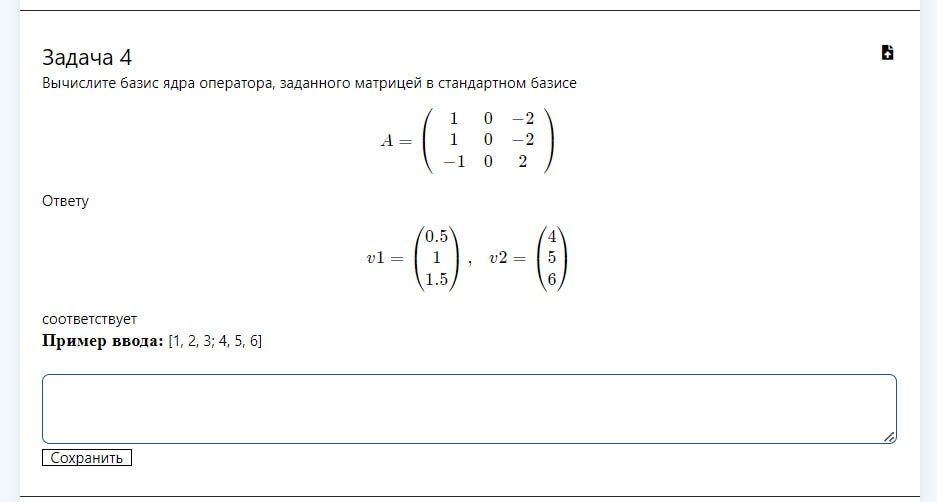 Задача 4
Вычислите базис ядра оператора, заданного матрицей в стандартном базисе
A = \begin{pmatrix} 1 & 0 & -2 \\ 1 & 0 & -2 \\ -1 & 0 & 2 \end{pmatrix}
Ответу
v1 = \begin{pmatrix} 0.5 \\ 1 \\ 1.5 \end{pmatrix}, v2 = \begin{pmatrix} 4 \\ 5 \\ 6 \end{pmatrix}
соответствует
Пример ввода: [1, 2, 3; 4, 5, 6]
Сохранить